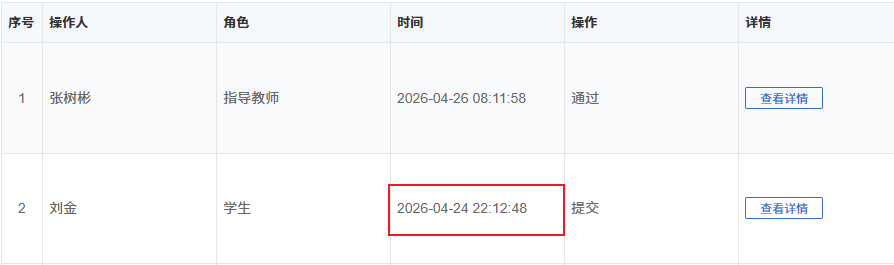 序号 操作人 角色 时间 操作 详情
1 张树彬 指导教师 2026-04-26 08:11:58 通过 查看详情
2 刘金 学生 2026-04-24 22:12:48 提交 查看详情